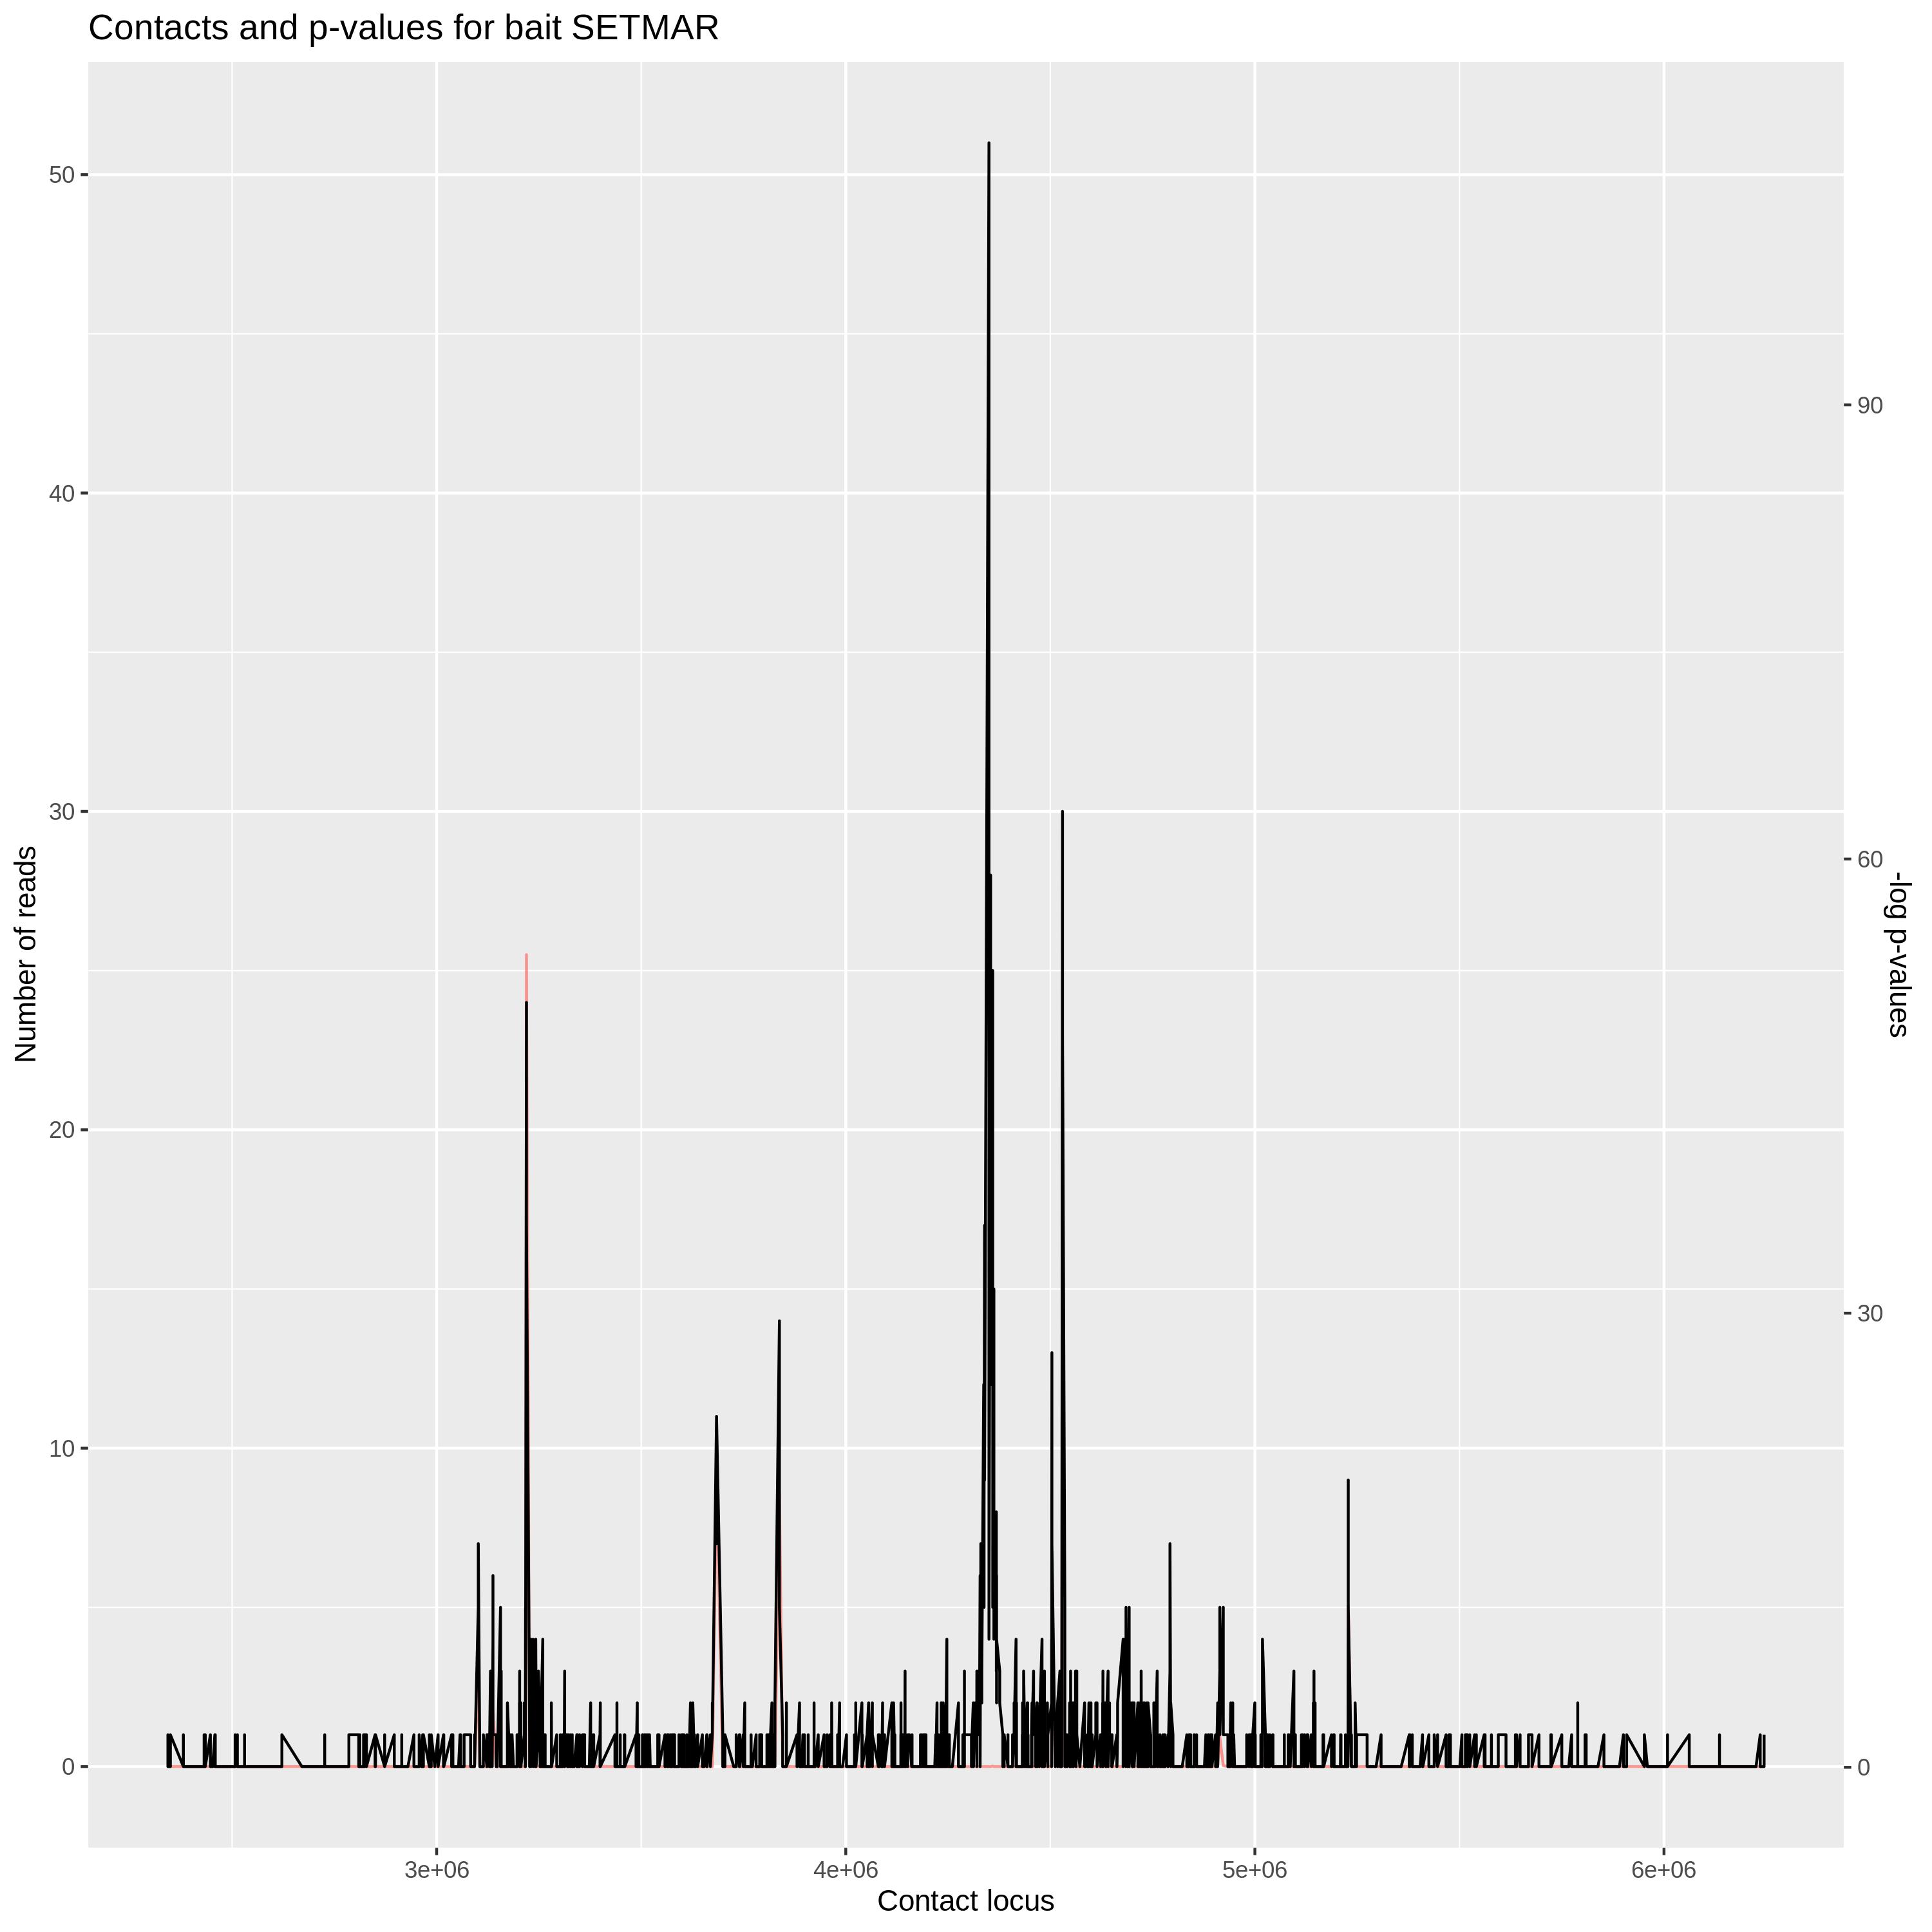 Contacts and p-values for bait SETMAR
50
40
30
20
10
0
Number of reads
90
60
30
0
-log p-values
3e+06
4e+06
5e+06
6e+06
Contact locus